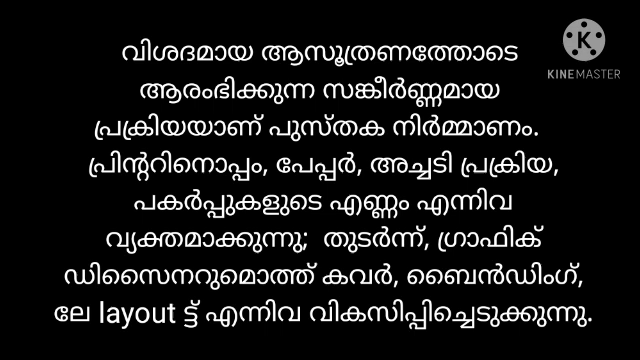 വിശദമായ ആസൂത്രണത്തോടെ
ആരംഭിക്കുന്ന സങ്കീർണ്ണമായ
പ്രക്രിയയാണ് പുസ്തക നിർമ്മാണം.
പ്രിന്ററിനൊപ്പം, പേപ്പർ, അച്ചടി പ്രക്രിയ,
പകർപ്പുകളുടെ എണ്ണം എന്നിവ
വ്യക്തമാക്കുന്നു; തുടർന്ന്, ഗ്രാഫിക്
ഡിസൈനറുമൊത്ത് കവർ, ബൈൻഡിംഗ്,
ലേ layout ട്ട് എന്നിവ വികസിപ്പിച്ചെടുക്കുന്നു.
KINEMASTER